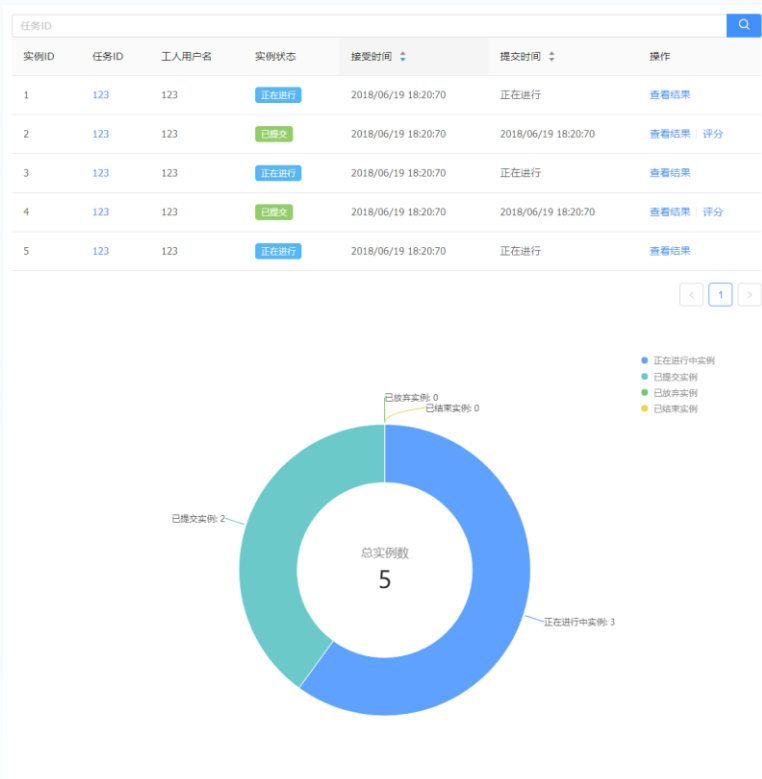 任务ID
实例ID 任务ID 工人用户名 实例状态 接受时间 提交时间 操作
1 123 123 正在进行 2018/06/19 18:20:70 正在进行 查看结果
2 123 123 已提交 2018/06/19 18:20:70 2018/06/19 18:20:70 查看结果 评分
3 123 123 正在进行 2018/06/19 18:20:70 正在进行 查看结果
4 123 123 已提交 2018/06/19 18:20:70 2018/06/19 18:20:70 查看结果 评分
5 123 123 正在进行 2018/06/19 18:20:70 正在进行 查看结果
< 1 >
正在进行中实例
已提交实例
已放弃实例
已结束实例
已放弃实例: 0
已结束实例: 0
已提交实例: 2
总实例数
5
正在进行中实例: 3